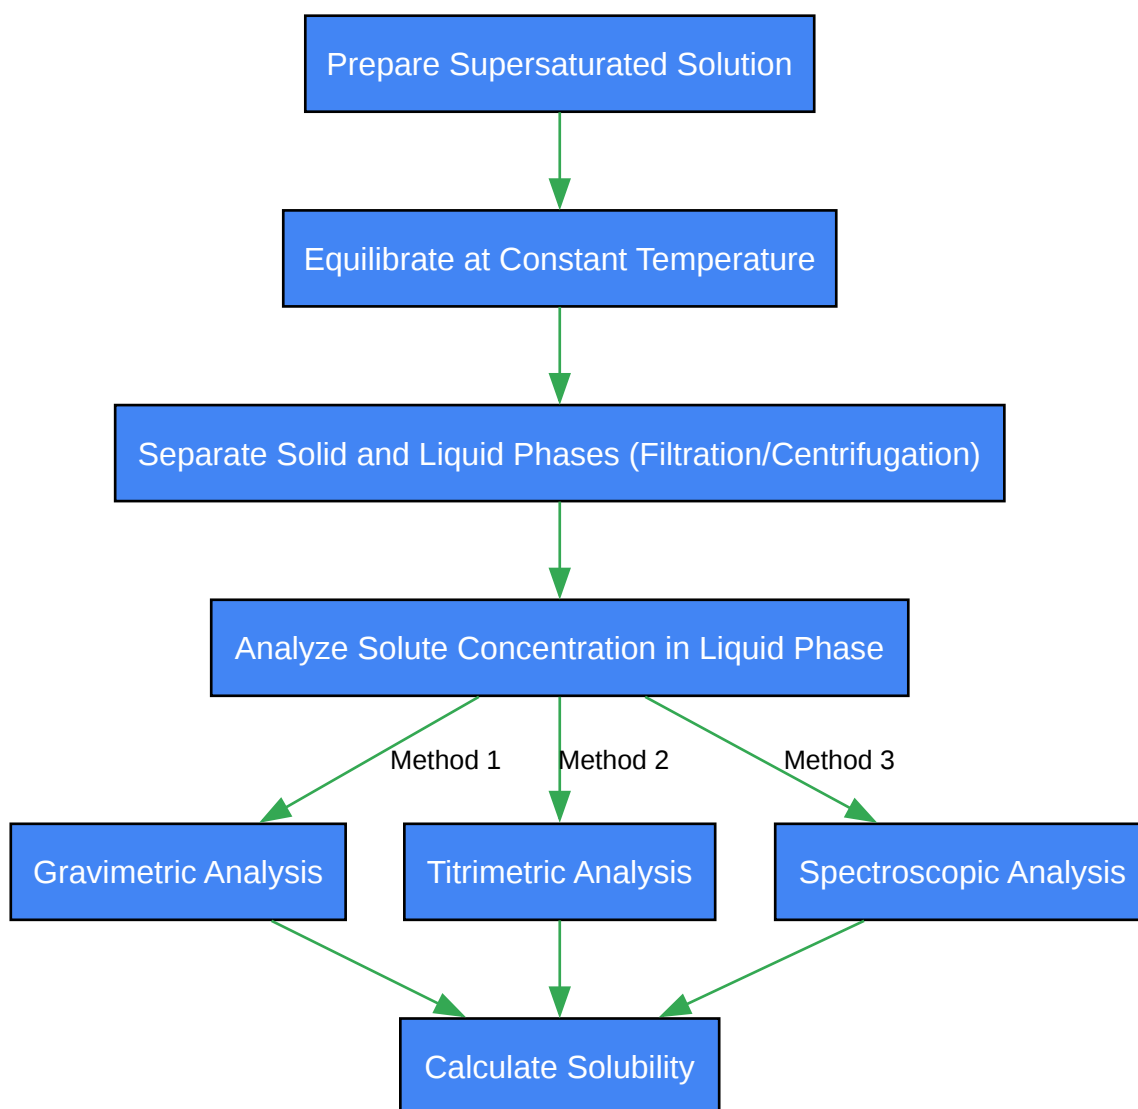 Prepare Supersaturated Solution
Equilibrate at Constant Temperature
Separate Solid and Liquid Phases (Filtration/Centrifugation)
Analyze Solute Concentration in Liquid Phase
Method 1
Method 2
Method 3
Gravimetric Analysis
Titrimetric Analysis
Spectroscopic Analysis
Calculate Solubility